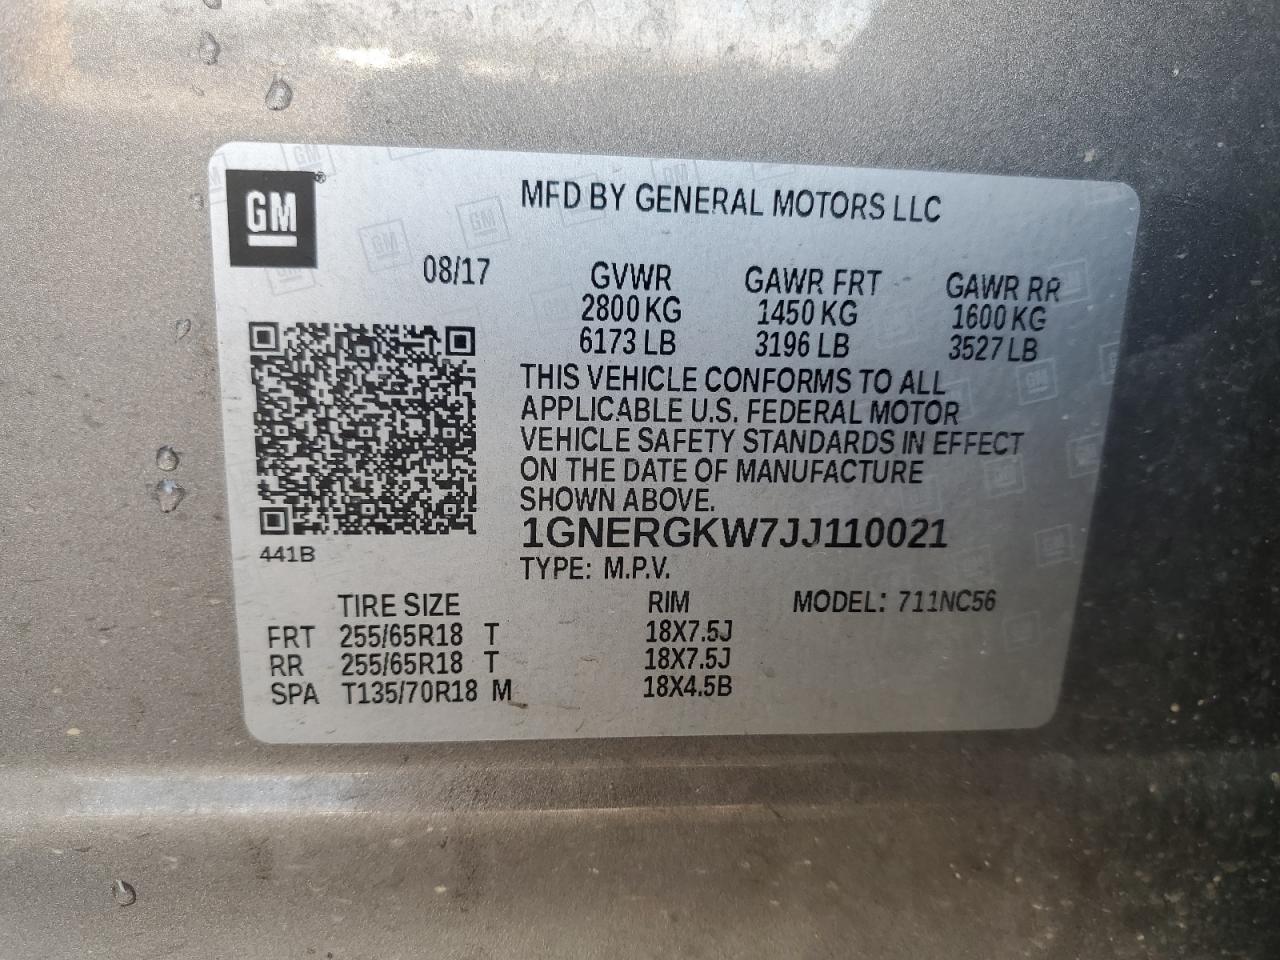 GM®
MFD BY GENERAL MOTORS LLC
08/17 GVWR GAWR FRT GAWR RR
2800 KG 1450 KG 1600 KG
6173 LB 3196 LB 3527 LB
THIS VEHICLE CONFORMS TO ALL
APPLICABLE U.S. FEDERAL MOTOR
VEHICLE SAFETY STANDARDS IN EFFECT
ON THE DATE OF MANUFACTURE
SHOWN ABOVE.
1GNERGKW7JJ110021
441B
TYPE: M.P.V.
TIRE SIZE RIM MODEL: 711NC56
FRT 255/65R18 T 18X7.5J
RR 255/65R18 T 18X7.5J
SPA T135/70R18 M 18X4.5B